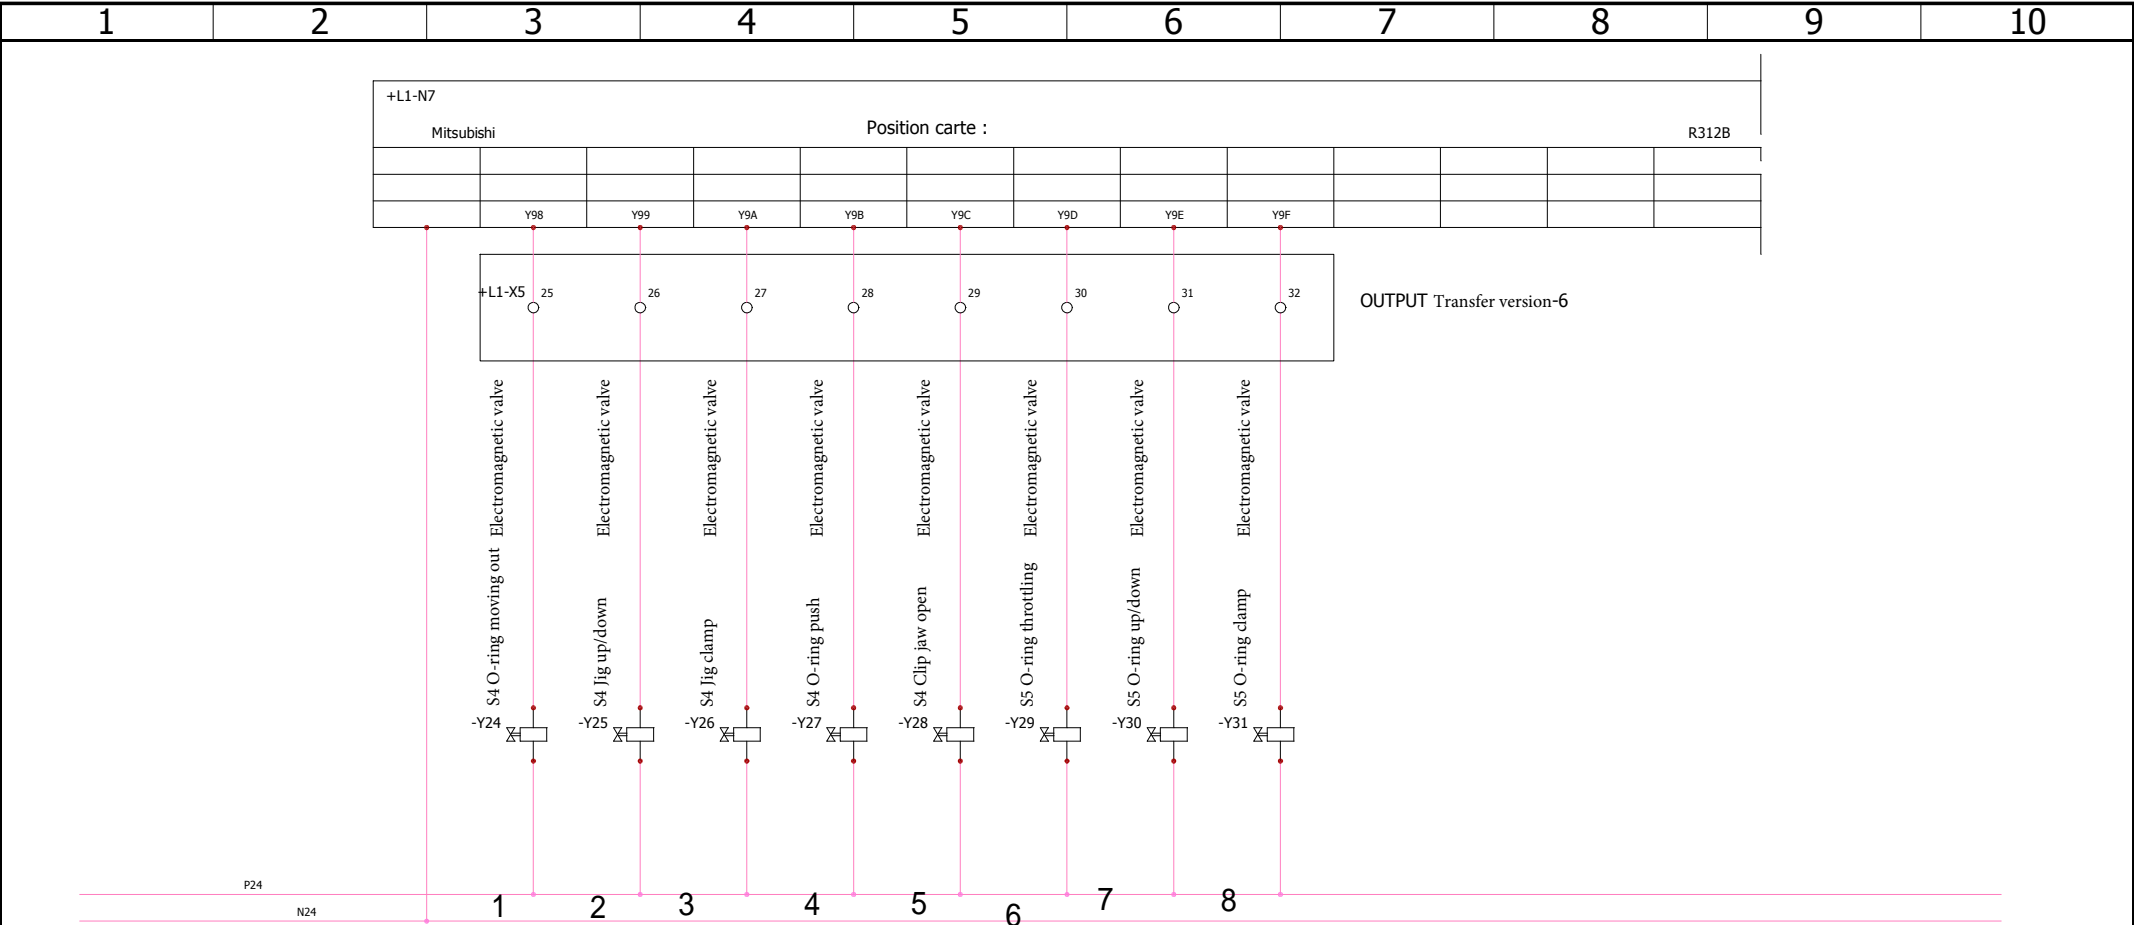 1 2 3 4 5 6 7 8 9 10
+L1-N7
Mitsubishi Position carte : R312B
Y98 Y99 Y9A Y9B Y9C Y9D Y9E Y9F
+L1-X5 25 26 27 28 29 30 31 32
OUTPUT Transfer version-6
S4 O-ring moving out Electromagnetic valve
S4 Jig up/down Electromagnetic valve
S4 Jig clamp Electromagnetic valve
S4 O-ring push Electromagnetic valve
S4 Clip jaw open Electromagnetic valve
S5 O-ring throttling Electromagnetic valve
S5 O-ring up/down Electromagnetic valve
S5 O-ring clamp Electromagnetic valve
-Y24 -Y25 -Y26 -Y27 -Y28 -Y29 -Y30 -Y31
P24
N24
1 2 3 4 5 6 7 8